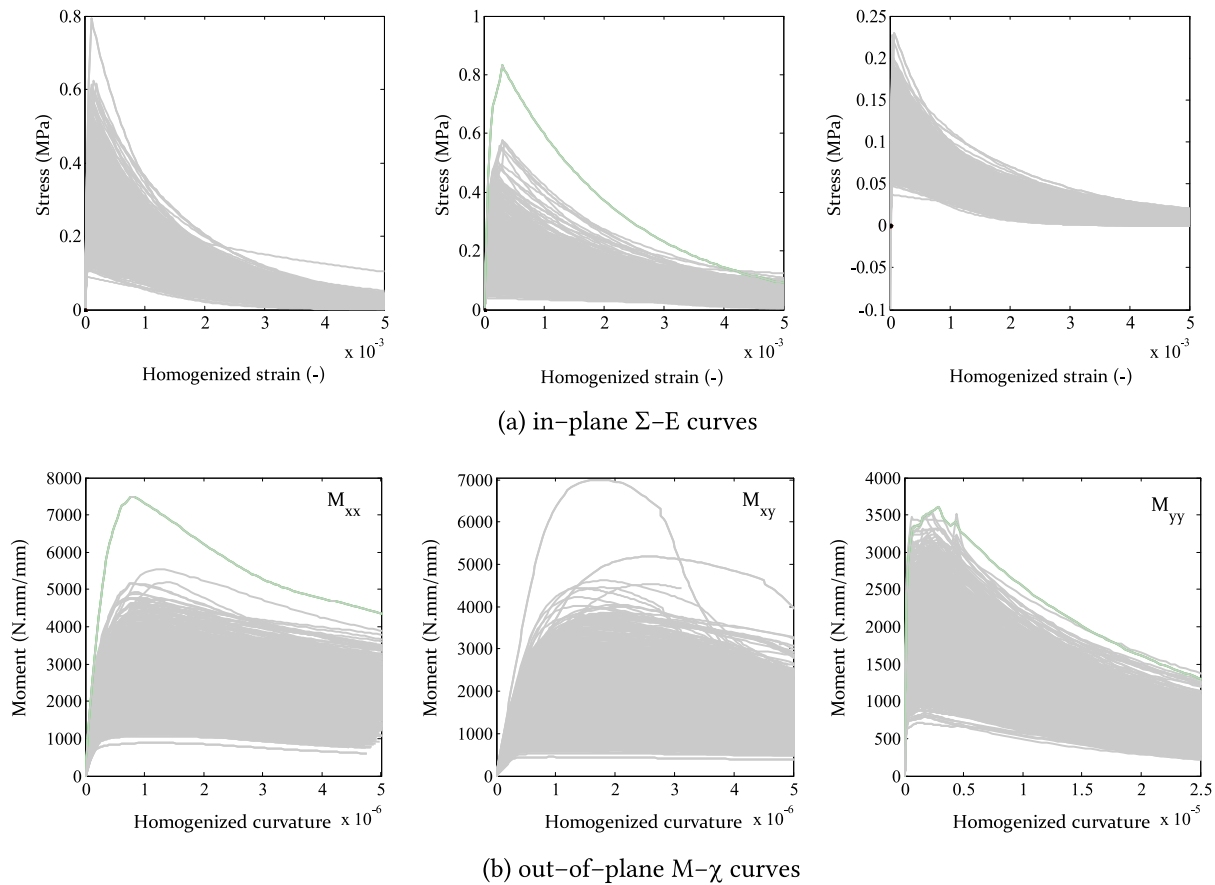 0.8
0.6
0.4
0.2
0
Stress (MPa)
0 1 2 3 4 5
x 10-3
Homogenized strain (-)
1
0.8
0.6
0.4
0.2
0
Stress (MPa)
0 1 2 3 4 5
x 10-3
Homogenized strain (-)
0.25
0.2
0.15
0.1
0.05
0
-0.05
-0.1
Stress (MPa)
0 1 2 3 4 5
x 10-3
Homogenized strain (-)
(a) in–plane Σ–E curves
8000
7000
6000
5000
4000
3000
2000
1000
0
Moment (N.mm/mm)
Mxx
0 1 2 3 4 5
Homogenized curvature x 10-6
7000
6000
5000
4000
3000
2000
1000
0
Moment (N.mm/mm)
Mxy
0 1 2 3 4 5
Homogenized curvature x 10-6
4000
3500
3000
2500
2000
1500
1000
500
0
Moment (N.mm/mm)
Myy
0 0.5 1 1.5 2 2.5
Homogenized curvature x 10-5
(b) out–of–plane M–χ curves